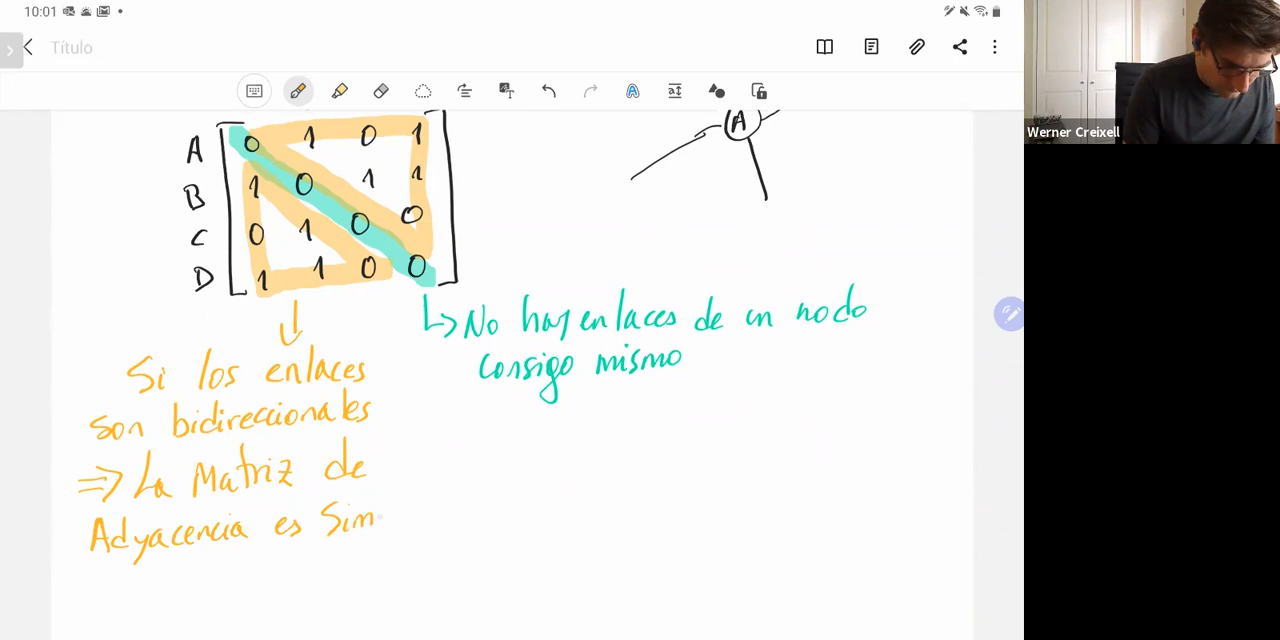 10:01
Título
Werner Creixell
A 0 1 0 1
B 1 0 1 1
C 0 1 0 0
D 1 1 0 0
A
No hay enlaces de un nodo
consigo mismo
Si los enlaces
son bidireccionales
=> La Matriz de
Adyacencia es Sim